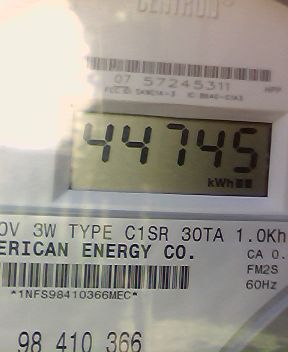 CENTRON®
07 57245311
44745
kWh
0V 3W TYPE C1SR 30TA 1.0Kh
ERICAN ENERGY CO.
CA 0.
FM2S
60Hz
*1NFS98410366MEC*
98 410 366